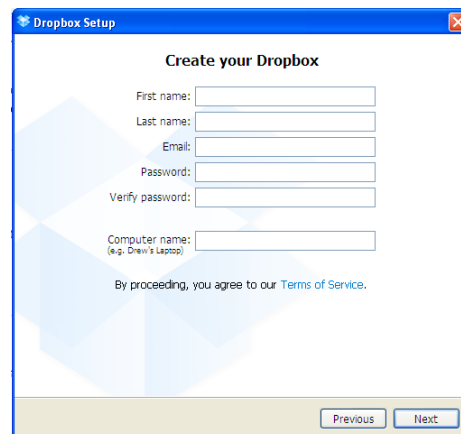 Dropbox Setup
Create your Dropbox
First name:
Last name:
Email:
Password:
Verify password:
Computer name:
(e.g. Drew's Laptop)
By proceeding, you agree to our Terms of Service.
Previous Next